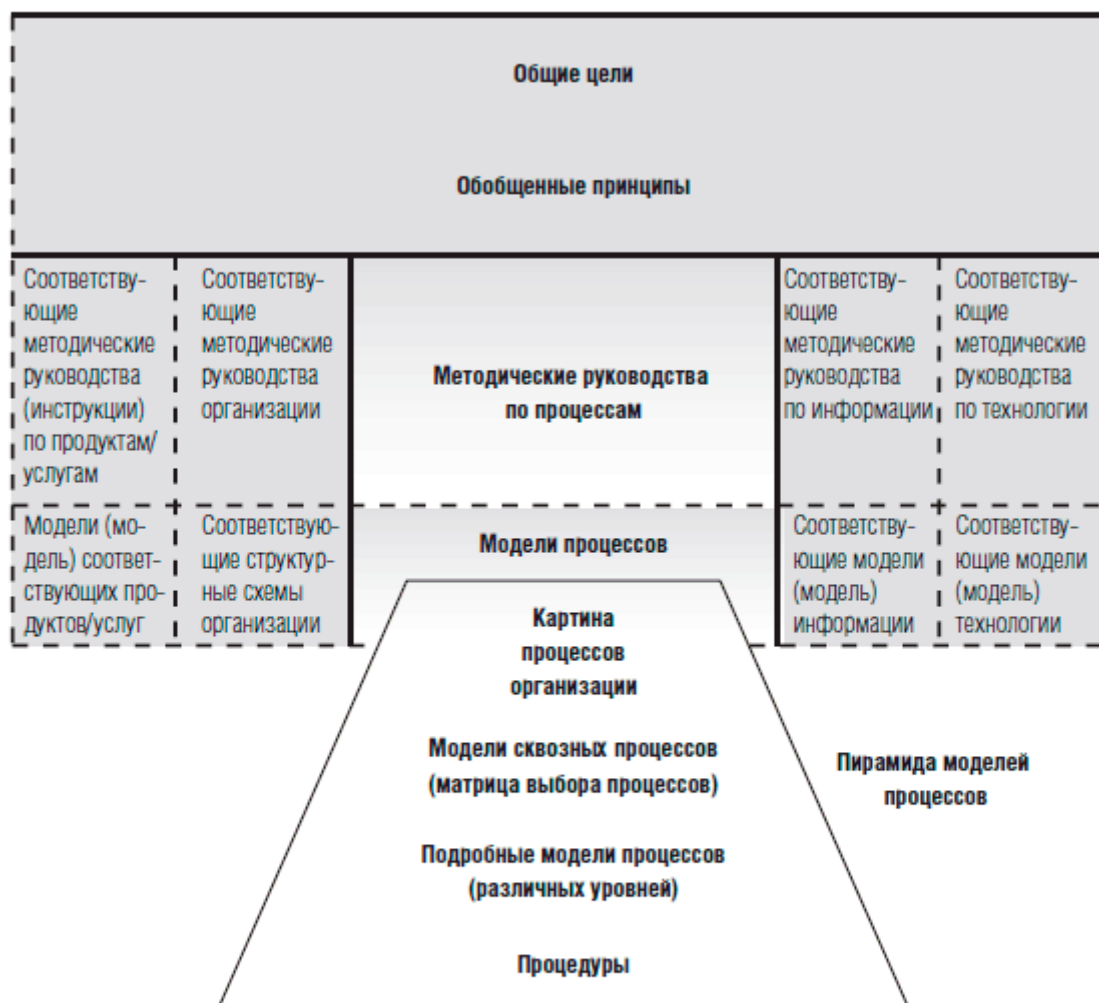 Общие цели
Обобщенные принципы
Соответству-
ющие
методические
руководства
(инструкции)
по продуктам/
услугам
Соответству-
ющие
методические
руководства
организации
Методические руководства
по процессам
Соответству-
ющие
методические
руководства
по информации
Соответству-
ющие
методические
руководства
по технологии
Модели (мо-
дель) соответ-
ствующих про-
дуктов/услуг
Соответствую-
щие структур-
ные схемы
организации
Модели процессов
Соответству-
ющие модели
(модель)
информации
Соответству-
ющие модели
(модель)
технологии
Картина
процессов
организации
Модели сквозных процессов
(матрица выбора процессов)
Пирамида моделей
процессов
Подробные модели процессов
(различных уровней)
Процедуры